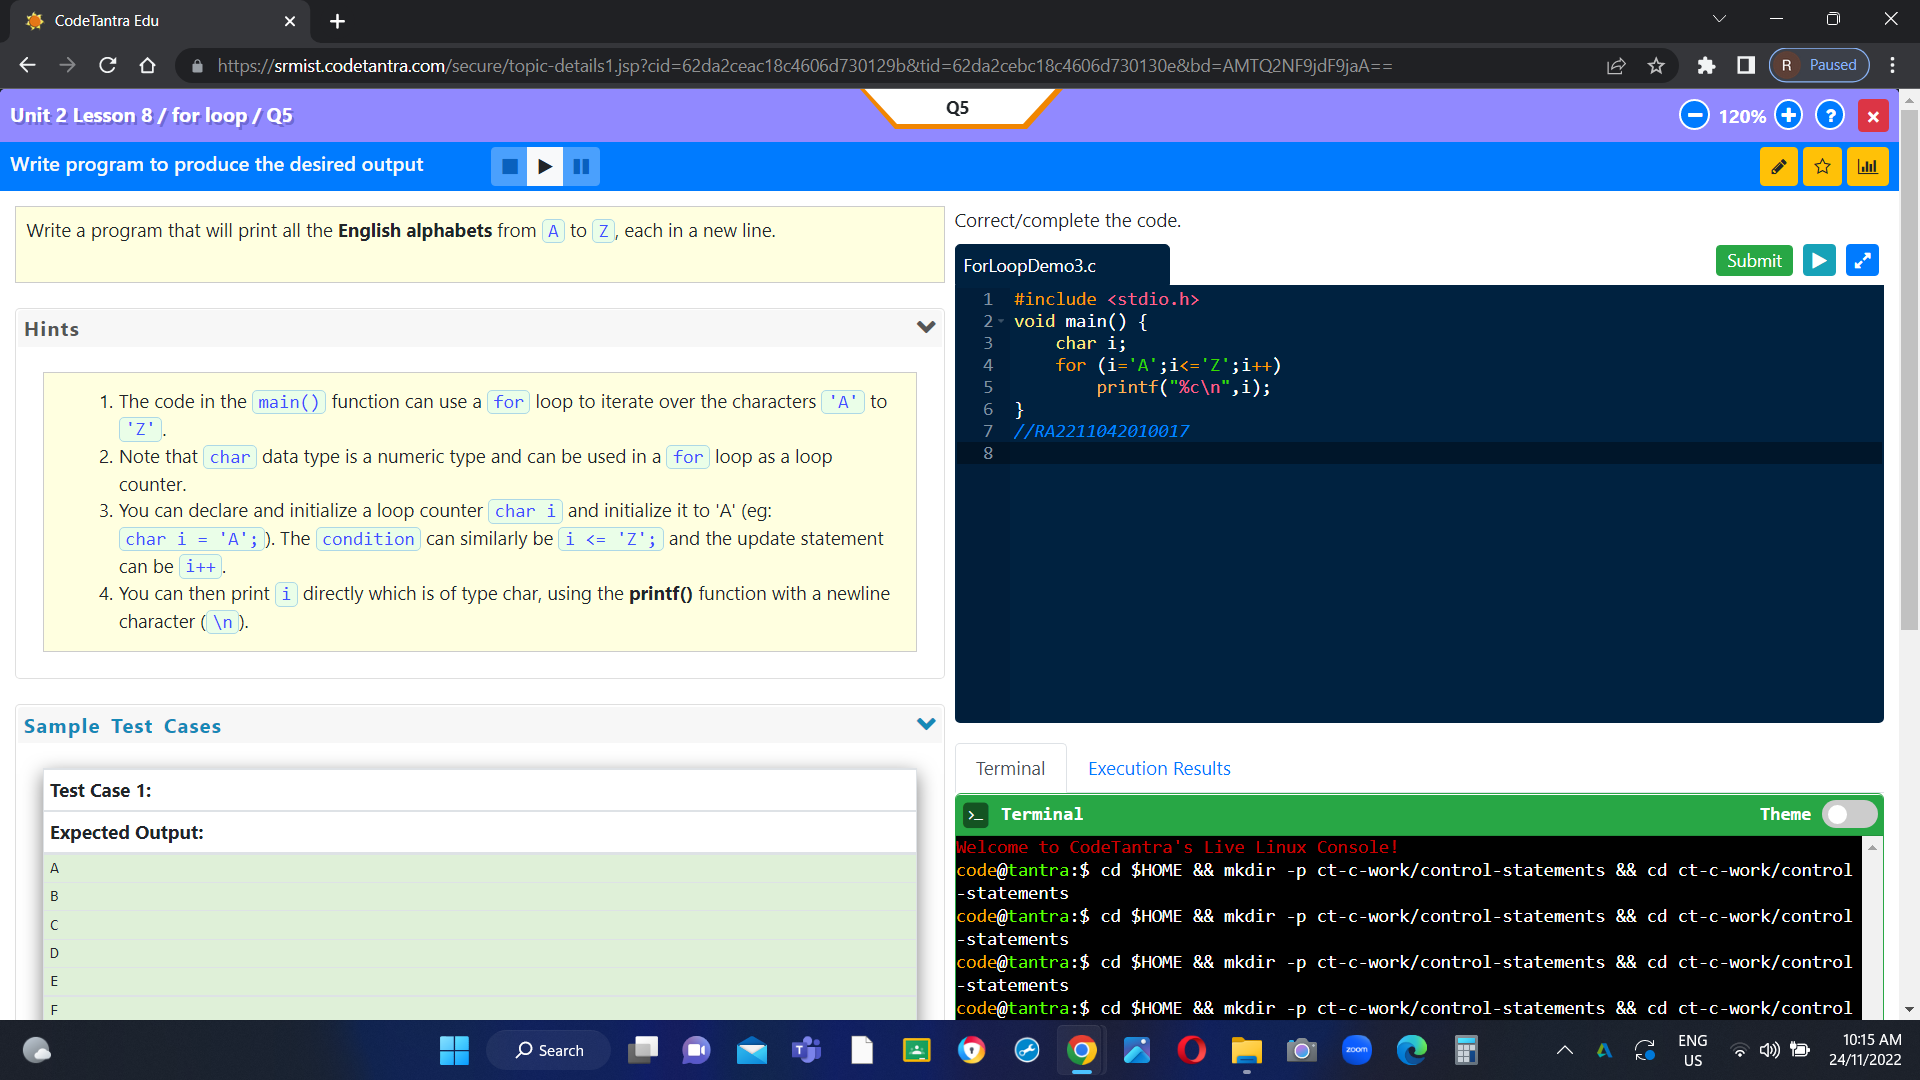 CodeTantra Edu
https://srmist.codetantra.com/secure/topic-details1.jsp?cid=62da2ceac18c4606d730129b&tid=62da2cebc18c4606d730130e&bd=AMTQ2NF9jdF9jaA==
R Paused
Unit 2 Lesson 8 / for loop / Q5
Q5
120%
?
Write program to produce the desired output
Write a program that will print all the English alphabets from A to Z, each in a new line.
Hints
1. The code in the main() function can use a for loop to iterate over the characters 'A' to
'Z'.
2. Note that char data type is a numeric type and can be used in a for loop as a loop
counter.
3. You can declare and initialize a loop counter char i and initialize it to 'A' (eg:
char i = 'A';). The condition can similarly be i <= 'Z'; and the update statement
can be i++.
4. You can then print i directly which is of type char, using the printf() function with a newline
character (\n).
Sample Test Cases
Test Case 1:
Expected Output:
A
B
C
D
E
F
Correct/complete the code.
ForLoopDemo3.c
Submit
1 #include <stdio.h>
2 void main() {
3 char i;
4 for (i='A';i<='Z';i++)
5 printf("%c\n",i);
6 }
7 //RA2211042010017
8
Terminal Execution Results
Terminal Theme
Welcome to CodeTantra's Live Linux Console!
code@tantra:$ cd $HOME && mkdir -p ct-c-work/control-statements && cd ct-c-work/control
-statements
code@tantra:$ cd $HOME && mkdir -p ct-c-work/control-statements && cd ct-c-work/control
-statements
code@tantra:$ cd $HOME && mkdir -p ct-c-work/control-statements && cd ct-c-work/control
-statements
code@tantra:$ cd $HOME && mkdir -p ct-c-work/control-statements && cd ct-c-work/control
Search
zoom
ENG
US
10:15 AM
24/11/2022